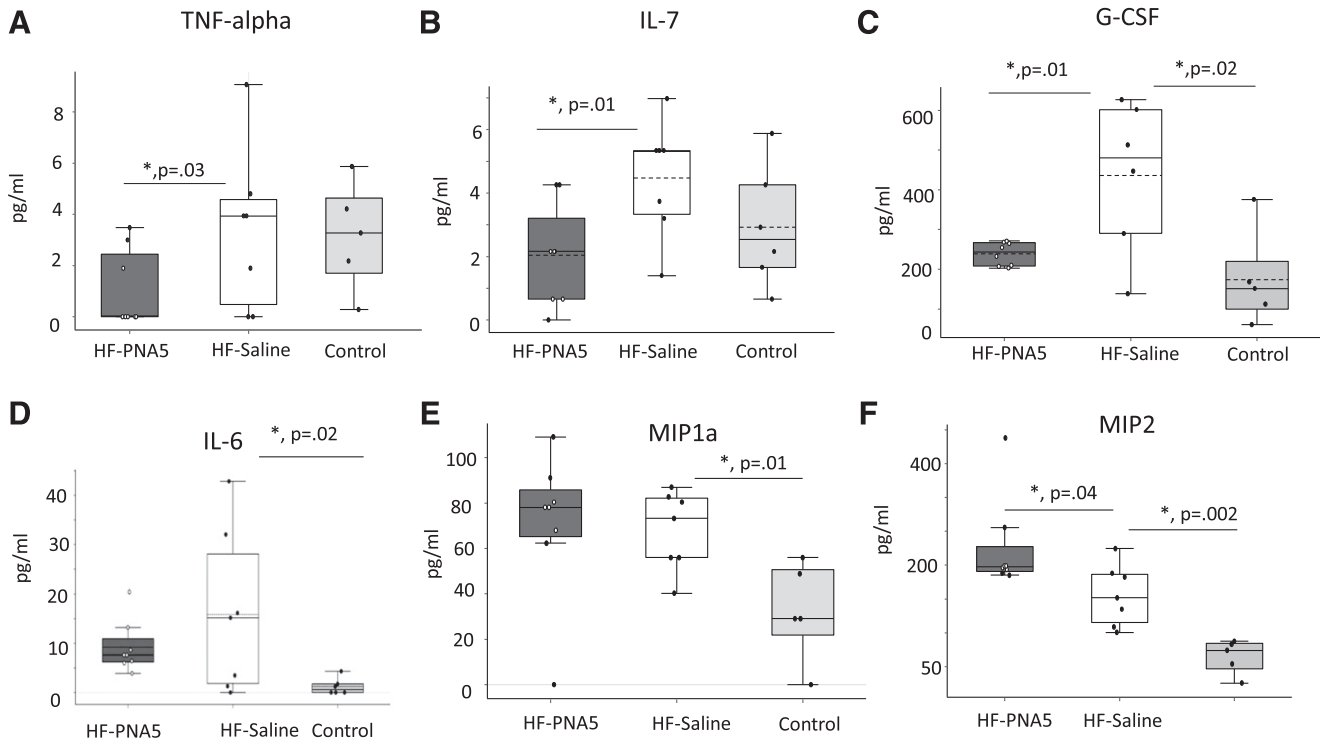 A
TNF-alpha
pg/ml
8
6
4
2
0
*,p=.03
HF-PNA5
HF-Saline
Control
B
IL-7
pg/ml
6
4
2
0
*, p=.01
HF-PNA5
HF-Saline
Control
C
G-CSF
pg/ml
600
400
200
0
*,p=.01
*,p=.02
HF-PNA5
HF-Saline
Control
D
IL-6
pg/ml
40
30
20
10
0
*, p=.02
HF-PNA5
HF-Saline
Control
E
MIP1a
pg/ml
100
80
60
40
20
0
*, p=.01
HF-PNA5
HF-Saline
Control
F
MIP2
pg/ml
400
200
50
*, p=.04
*, p=.002
HF-PNA5
HF-Saline